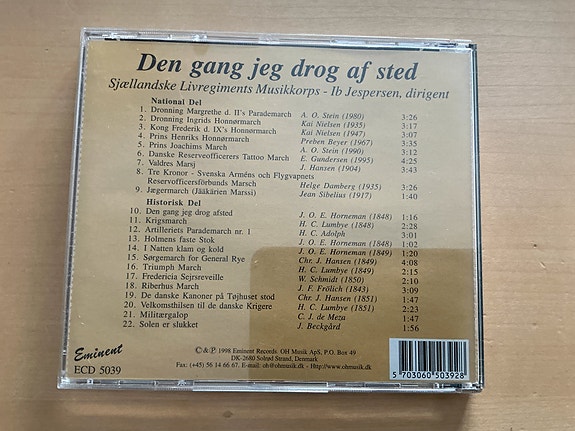 Den gang jeg drog af sted
Sjællandske Livregiments Musikkorps - Ib Jespersen, dirigent
National Del
1. Dronning Margrethe d. II's Parademarch A. O. Stein (1980) 3:26
2. Dronning Ingrids Honnørmarch Kai Nielsen (1935) 3:17
3. Kong Frederik d. IX's Honnørmarch Kai Nielsen (1947) 3:07
4. Prins Henriks Honnørmarch Preben Beyer (1967) 3:35
5. Prins Joachims March A. O. Stein (1990) 3:12
6. Danske Reserveofficerers Tattoo March E. Gundersen (1995) 4:25
7. Valdres Marsj J. Hansen (1904) 3:43
8. Tre Kronor - Svenska Arméns och Flygvapnets
Reservofficersförbunds Marsch Helge Damberg (1935) 3:26
9. Jægermarch (Jääkärien Marssi) Jean Sibelius (1917) 1:40
Historisk Del
10. Den gang jeg drog afsted J. O. E. Horneman (1848) 1:16
11. Krigsmarch H. C. Lumbye (1848) 2:28
12. Artilleriets Parademarch nr. 1 H. C. Adolph 3:01
13. Holmens faste Stok J. O. E. Horneman (1848) 1:02
14. I Natten klam og kold J. O. E. Horneman (1849) 1:20
15. Sørgemarch for General Rye Chr. J. Hansen (1849) 4:08
16. Triumph March H. C. Lumbye (1849) 2:15
17. Fredericia Sejrsreveille W. Schmidt (1850) 2:10
18. Riberhus March J. F. Frölich (1843) 3:09
19. De danske Kanoner på Tøjhuset stod Chr. J. Hansen (1851) 1:47
20. Velkomsthilsen til de danske Krigere H. C. Lumbye (1851) 2:23
21. Militærgalop C. J. de Meza 1:47
22. Solen er slukket J. Beckgård 1:56
Eminent
ECD 5039
©&℗ 1998 Eminent Records. OH Musik ApS, P.O. Box 49
DK-2680 Solrød Strand, Denmark
Fax: (+45) 56 14 66 67. E-mail: oh@ohmusik.dk - Http://www.ohmusik.dk
5 703060 503928